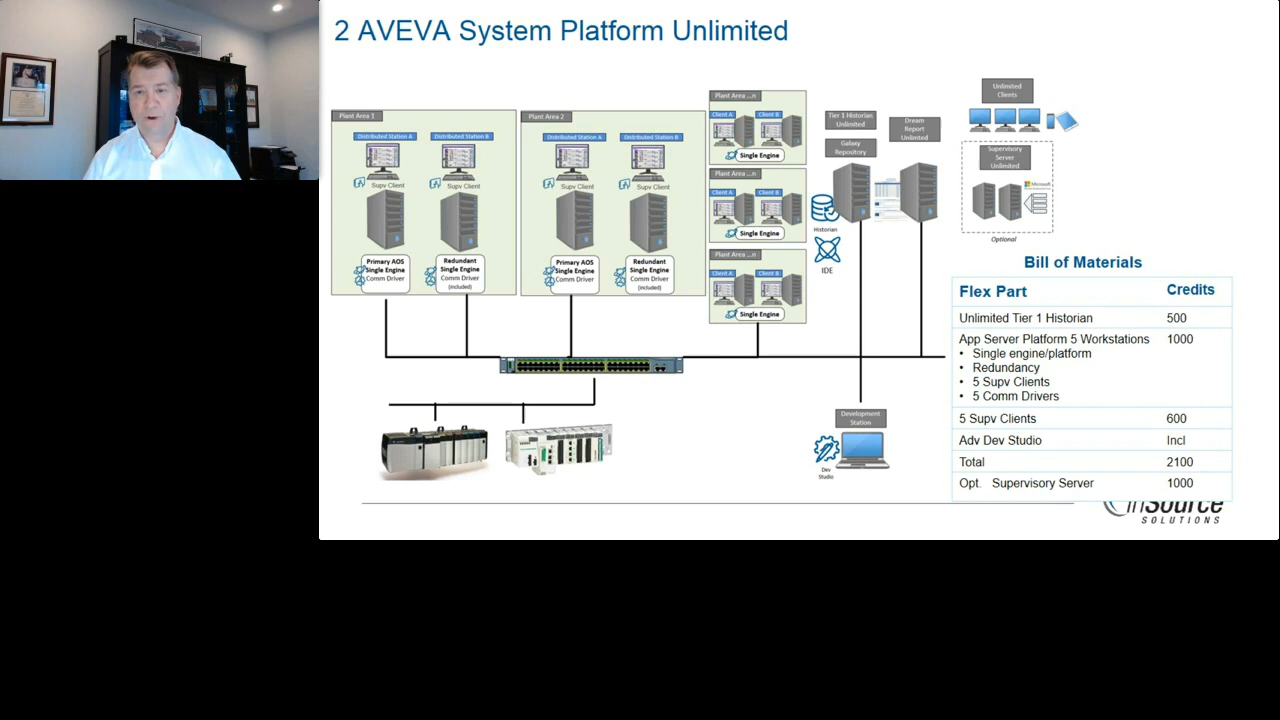 2 AVEVA System Platform Unlimited
Plant Area 1
Distributed Station A
Distributed Station B
Supv Client
Supv Client
Primary AOS
Single Engine
Comm Driver
Redundant
Single Engine
Comm Driver
(included)
Plant Area 2
Distributed Station A
Distributed Station B
Supv Client
Supv Client
Primary AOS
Single Engine
Comm Driver
Redundant
Single Engine
Comm Driver
(included)
Plant Area ...n
Client A
Client B
Single Engine
Plant Area ...n
Client A
Client B
Single Engine
Plant Area ...n
Client A
Client B
Single Engine
Tier 1 Historian
Unlimited
Galaxy
Repository
Historian
IDE
Dream
Report
Unlimited
Unlimited
Clients
Supervisory
Server
Unlimited
Microsoft
Optional
Development
Station
Dev
Studio
Bill of Materials
Flex Part Credits
Unlimited Tier 1 Historian 500
App Server Platform 5 Workstations 1000
• Single engine/platform
• Redundancy
• 5 Supv Clients
• 5 Comm Drivers
5 Supv Clients 600
Adv Dev Studio Incl
Total 2100
Opt. Supervisory Server 1000
inSource
SOLUTIONS